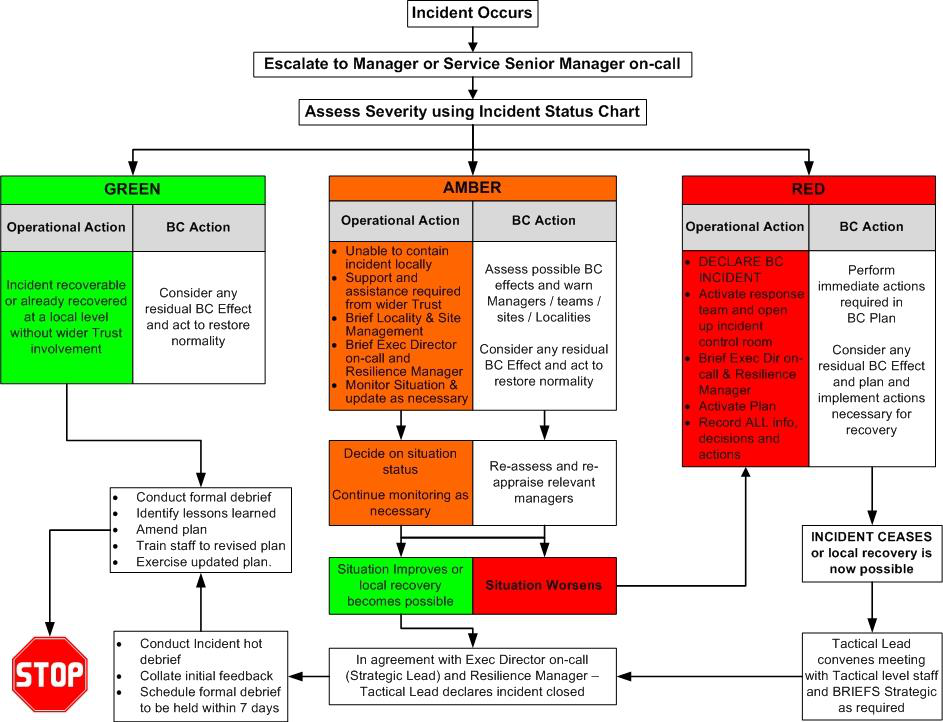 Incident Occurs
Escalate to Manager or Service Senior Manager on-call
Assess Severity using Incident Status Chart
GREEN
Operational Action
BC Action
Incident recoverable
or already recovered
at a local level
without wider Trust
involvement
Consider any
residual BC Effect
and act to restore
normality
AMBER
Operational Action
BC Action
• Unable to contain
incident locally
• Support and
assistance required
from wider Trust
• Brief Locality & Site
Management
• Brief Exec Director
on-call and
Resilience Manager
• Monitor Situation &
update as necessary
Assess possible BC
effects and warn
Managers / teams /
sites / Localities
Consider any residual
BC Effect and act to
restore normality
RED
Operational Action
BC Action
• DECLARE BC
INCIDENT
• Activate response
team and open
up incident
control room
• Brief Exec Dir on-
call & Resilience
Manager
• Activate Plan
• Record ALL info,
decisions and
actions
Perform
immediate actions
required in
BC Plan
Consider any
residual BC Effect
and plan and
implement actions
necessary for
recovery
Decide on situation
status
Continue monitoring as
necessary
Re-assess and re-
appraise relevant
managers
• Conduct formal debrief
• Identify lessons learned
• Amend plan
• Train staff to revised plan
• Exercise updated plan.
INCIDENT CEASES
or local recovery is
now possible
Situation Improves or
local recovery
becomes possible
Situation Worsens
STOP
• Conduct Incident hot
debrief
• Collate initial feedback
• Schedule formal debrief
to be held within 7 days
In agreement with Exec Director on-call
(Strategic Lead) and Resilience Manager –
Tactical Lead declares incident closed
Tactical Lead
convenes meeting
with Tactical level staff
and BRIEFS Strategic
as required